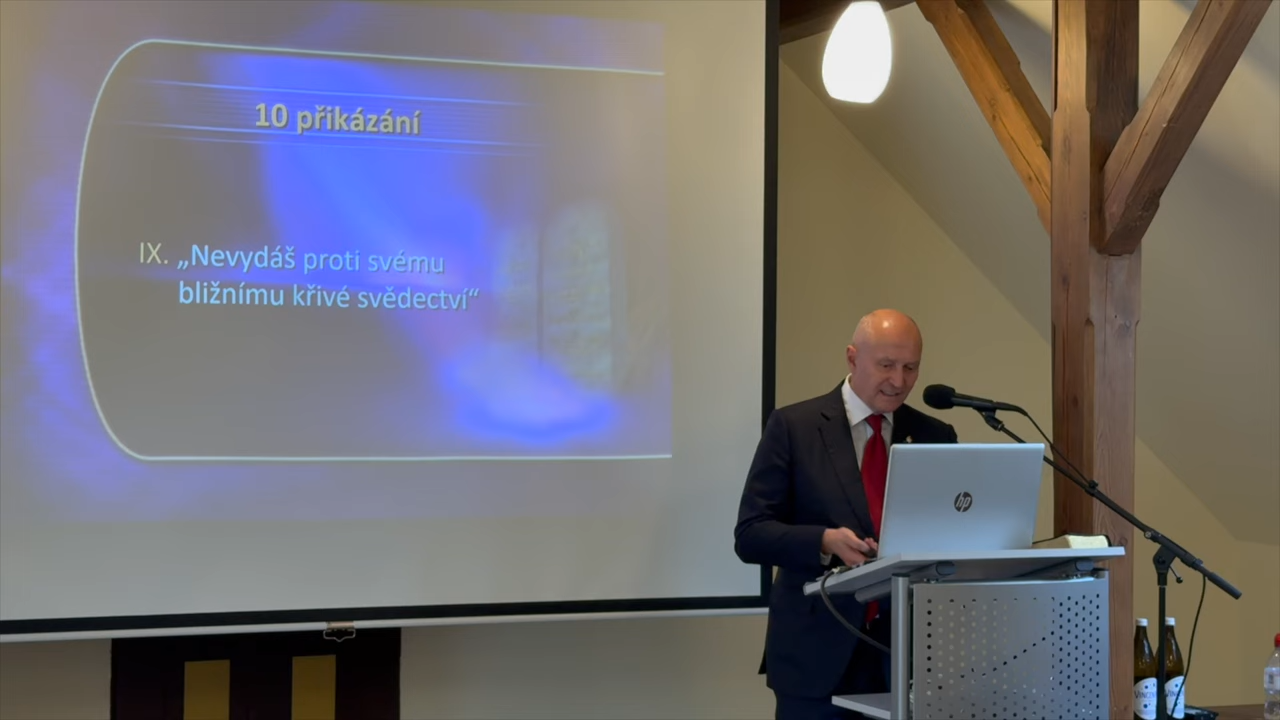 10 přikázání
IX. „Nevydáš proti svému
bližnímu křivé svědectví“
hp